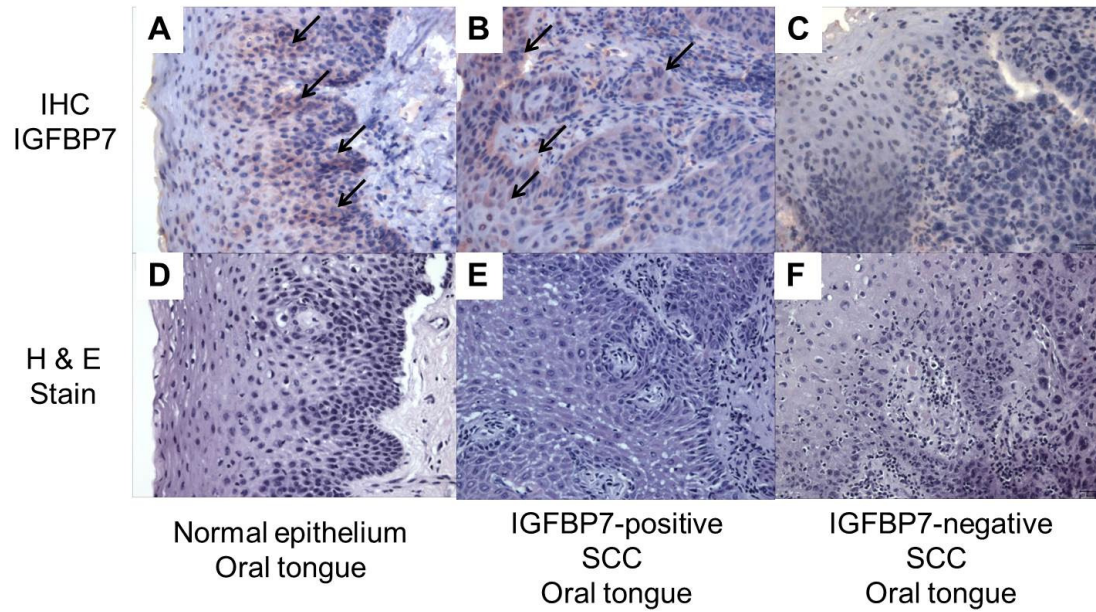 A
B
C
IHC
IGFBP7
D
E
F
H & E
Stain
Normal epithelium
Oral tongue
IGFBP7-positive
SCC
Oral tongue
IGFBP7-negative
SCC
Oral tongue